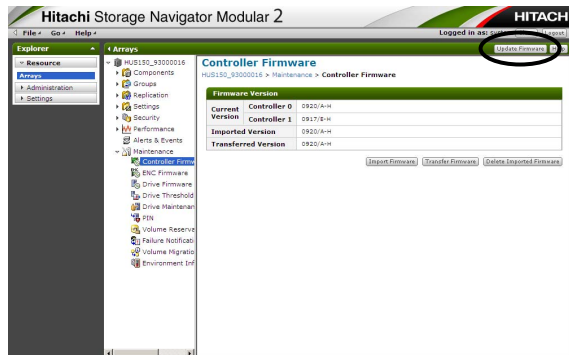 Hitachi Storage Navigator Modular 2
HITACH
File Go Help
Logged in as:
Logout
Explorer
Arrays
Update Firmware
Resource
Arrays
Administration
Settings
HUS150_93000016
Components
Groups
Replication
Settings
Security
Performance
Alerts & Events
Maintenance
Controller Firmw
ENC Firmware
Drive Firmware
Drive Threshold
Drive Maintenan
PIN
Volume Reserve
Failure Notificati
Volume Migratio
Environment Inf
Controller Firmware
HUS150_93000016 > Maintenance > Controller Firmware
Firmware Version
Current Version Controller 0 0920/A-H
Controller 1 0917/E-H
Imported Version 0920/A-H
Transferred Version 0920/A-H
Import Firmware Transfer Firmware Delete Imported Firmware